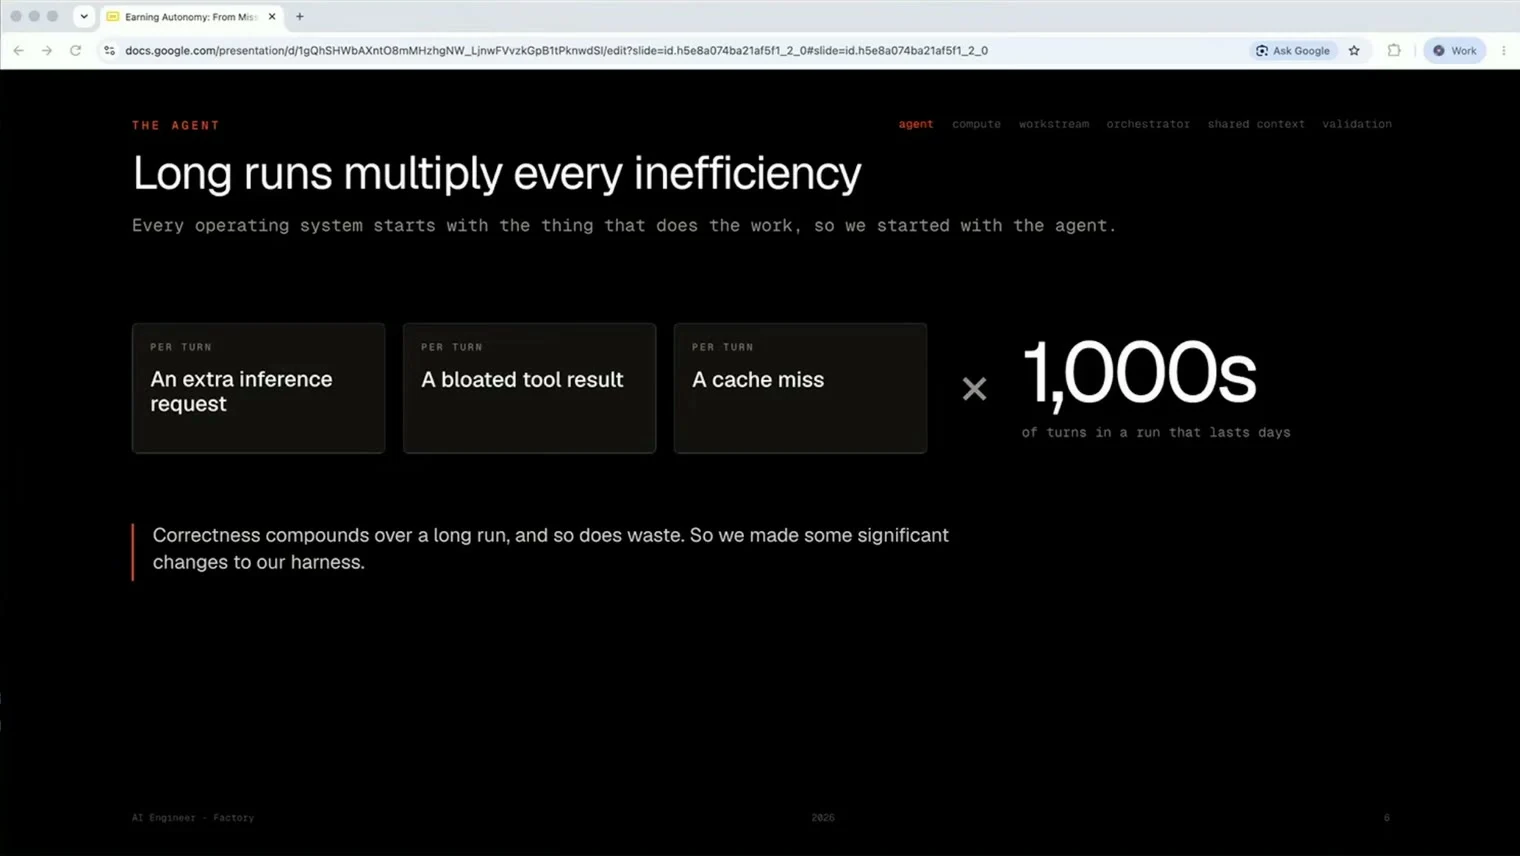 Earning Autonomy: From Miss
docs.google.com/presentation/d/1gQhSHWbAXntO8mMHzhgNW_LjnwFVvzkGpB1tPknwdSI/edit?slide=id.h5e8a074ba21af5f1_2_0#slide=id.h5e8a074ba21af5f1_2_0
Ask Google
Work
THE AGENT
agent compute workstream orchestrator shared context validation
Long runs multiply every inefficiency
Every operating system starts with the thing that does the work, so we started with the agent.
PER TURN
An extra inference
request
PER TURN
A bloated tool result
PER TURN
A cache miss
×
1,000s
of turns in a run that lasts days
Correctness compounds over a long run, and so does waste. So we made some significant
changes to our harness.
AI Engineer - Factory
2026
6